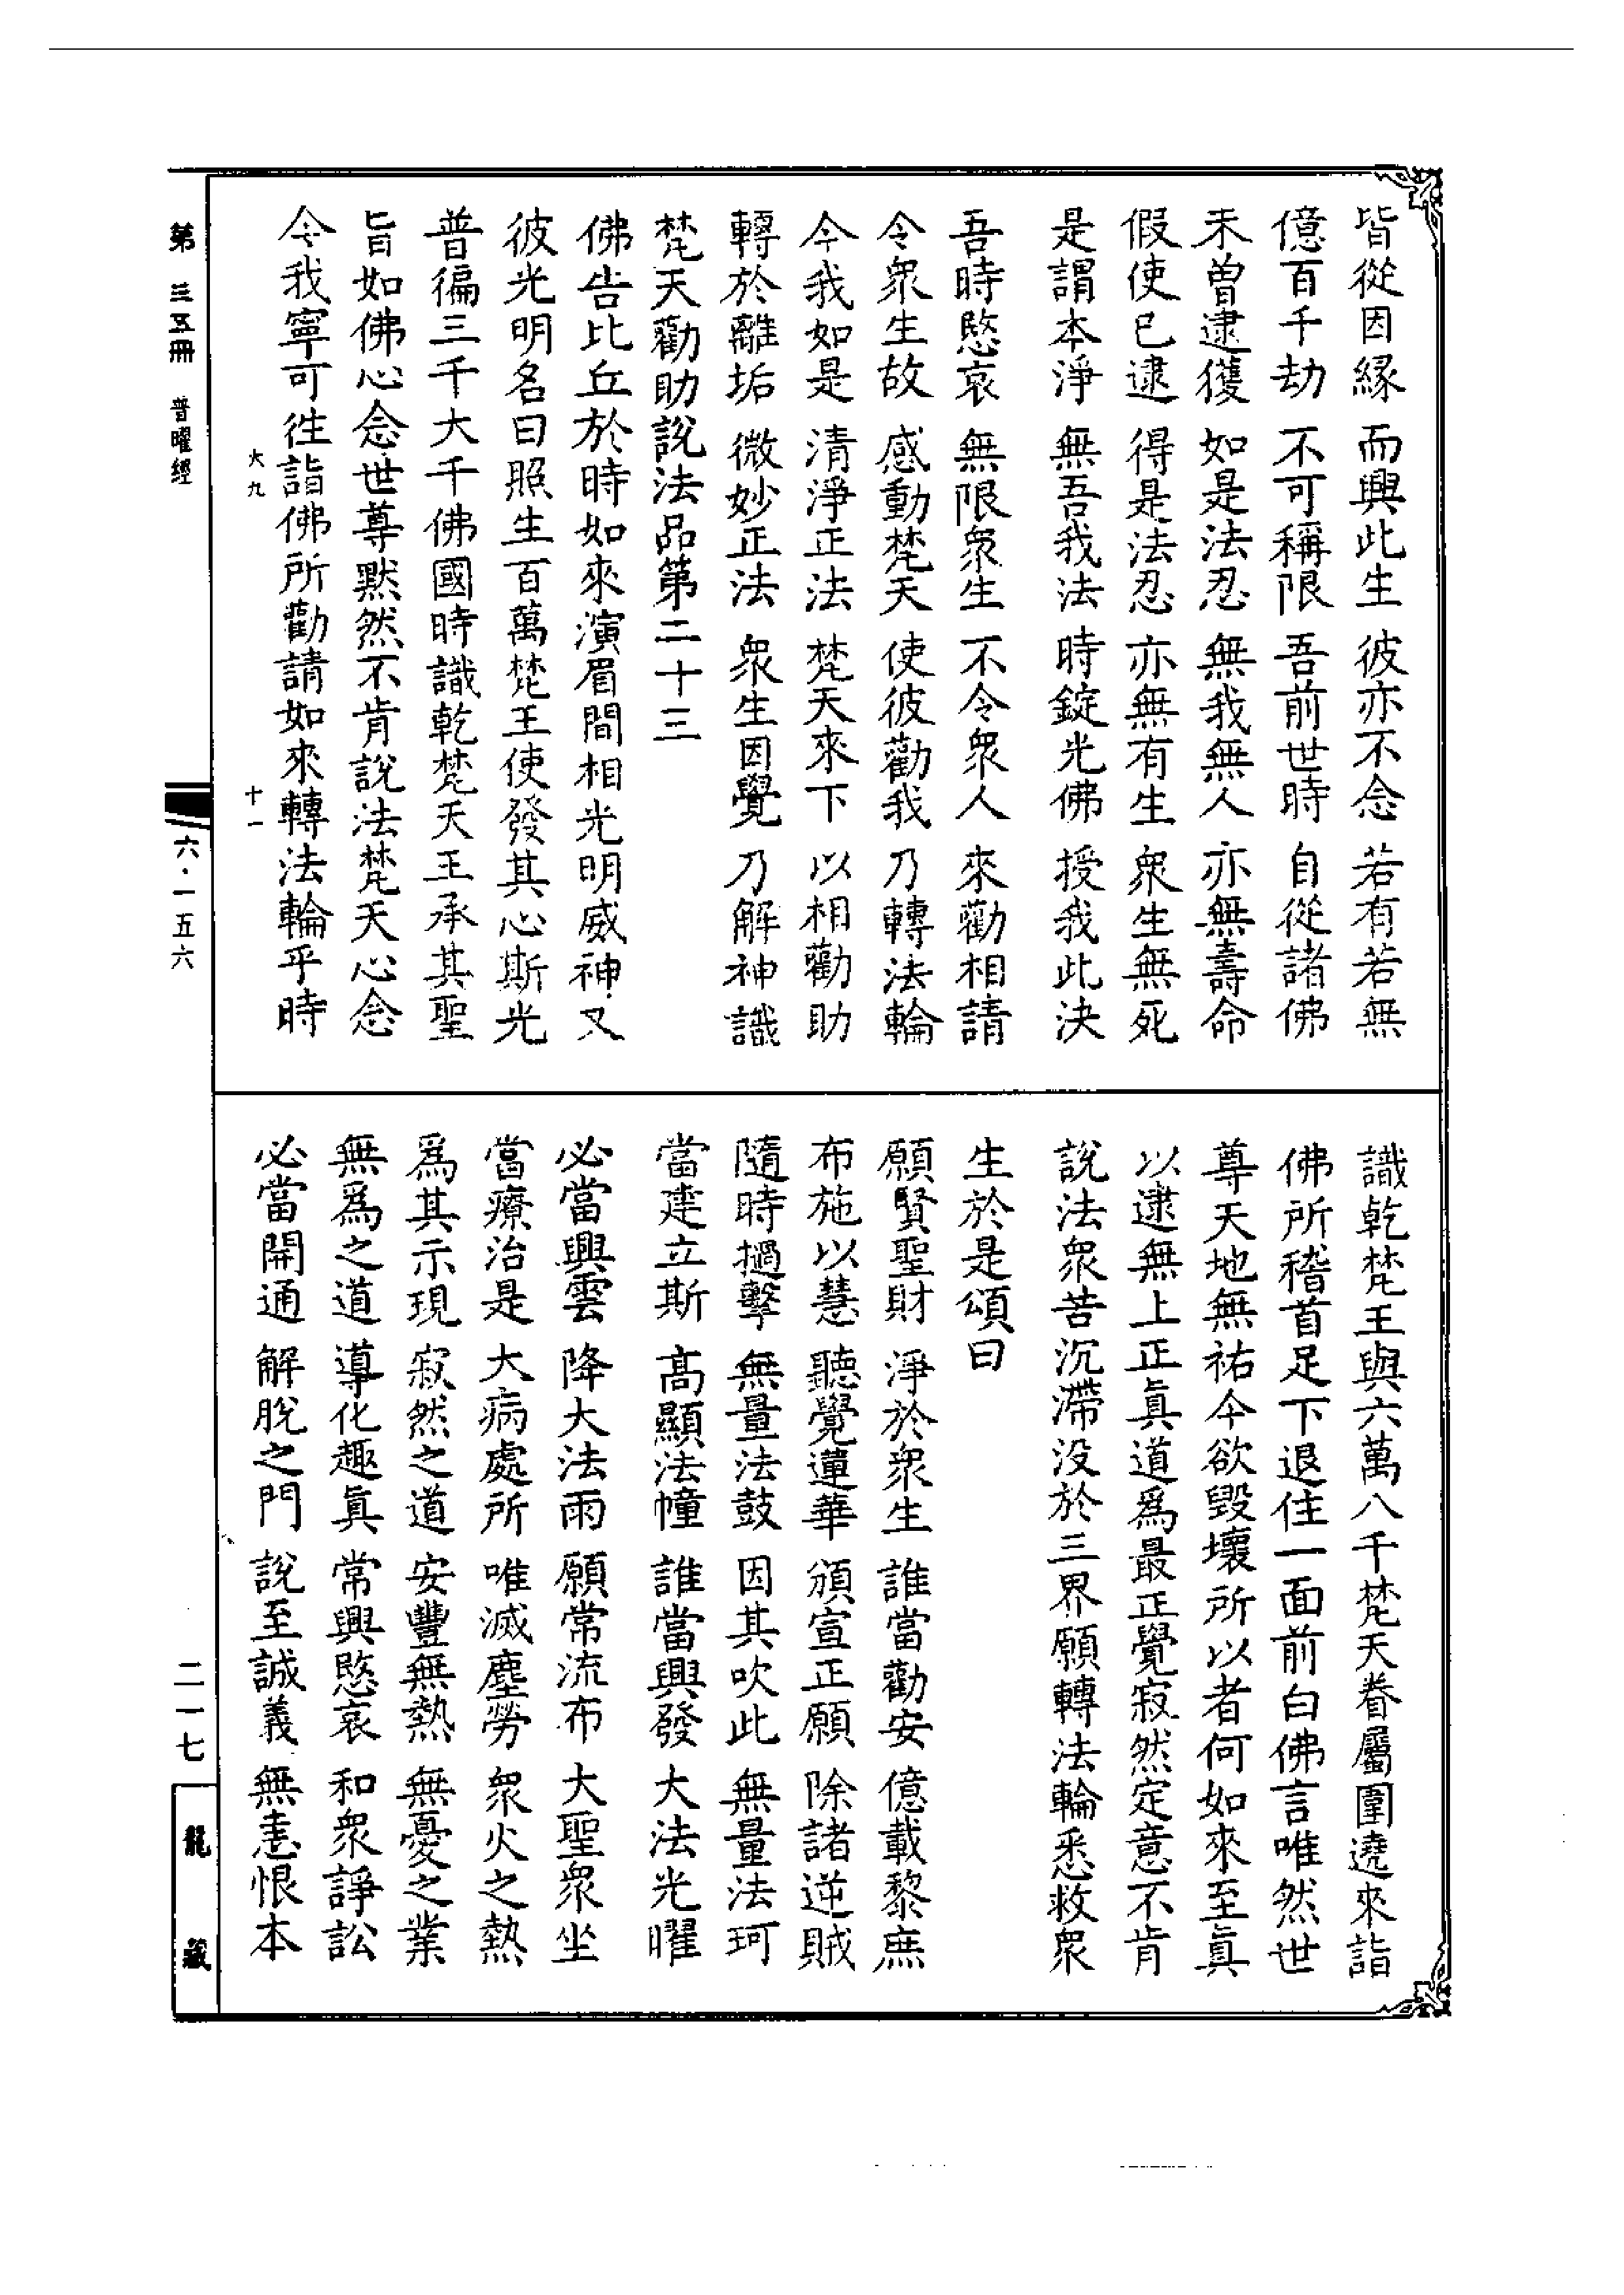 皆從因緣　而興此生　彼亦不念　若有若無
億百千劫　不可稱限　吾前世時　自從諸佛
未曾逮獲　如是法忍　無我無人　亦無壽命
假使已逮　得是法忍　亦無有生　衆生無死
是謂本淨　無吾我法　時錠光佛　授我此決
吾時愍哀　無限衆生　不令衆人　來勸相請
令衆生故　感動梵天　使彼勸我　乃轉法輪
今我如是　清淨正法　梵天來下　以相勸助
轉於離垢　微妙正法　衆生因覺　乃解神識
梵天勸助說法品第二十三
佛告比丘於時如來演眉間相光明威神又
彼光明名曰照生百萬梵王使發其心斯光
普徧三千大千佛國時識乾梵天王承其聖
旨如佛心念世尊默然不肯說法梵天心念
今我寧可往詣佛所勸請如來轉法輪乎時
大九　十一
識乾梵王與六萬八千梵天眷屬圍遶來詣
佛所稽首足下退住一面前白佛言唯然世
尊天地無祐今欲毀壞所以者何如來至眞
以逮無上正眞道爲最正覺寂然定意不肯
說法衆苦沉滯没於三界願轉法輪悉救衆
生於是頌曰
願賢聖財　淨於衆生　誰當勸安　億載黎庶
布施以慧　聽覺蓮華　頒宣正願　除諸逆賊
隨時撾擊　無量法鼓　因其吹此　無量法珂
當建立斯　高顯法幢　誰當興發　大法光曜
必當興雲　降大法雨　願常流布　大聖衆坐
當療治是　大病處所　唯滅塵勞　衆火之熱
爲其示現　寂然之道　安豐無熱　無憂之業
無爲之道　導化趣眞　常興愍哀　和衆諍訟
必當開通　解脫之門　說至誠義　無恚恨本
第三五冊　普曜經
六・一五六
二一七
龍藏